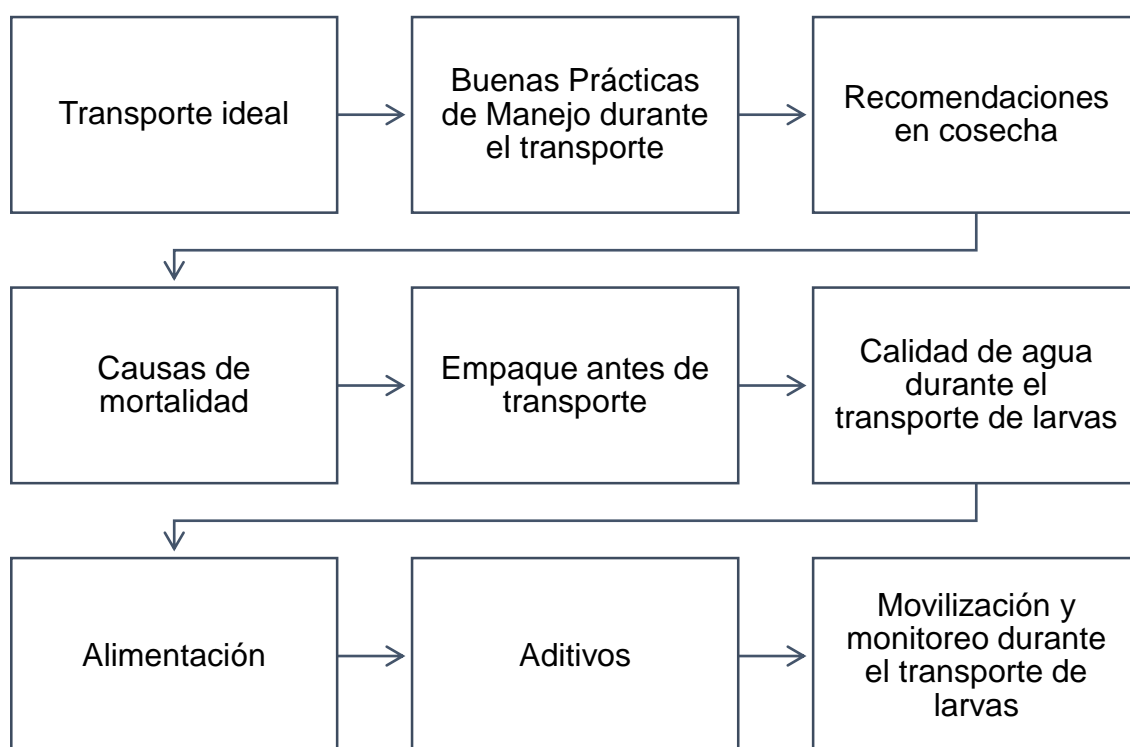 Transporte ideal
Buenas Prácticas
de Manejo durante
el transporte
Recomendaciones
en cosecha
Causas de
mortalidad
Empaque antes de
transporte
Calidad de agua
durante el
transporte de larvas
Alimentación
Aditivos
Movilización y
monitoreo durante
el transporte de
larvas